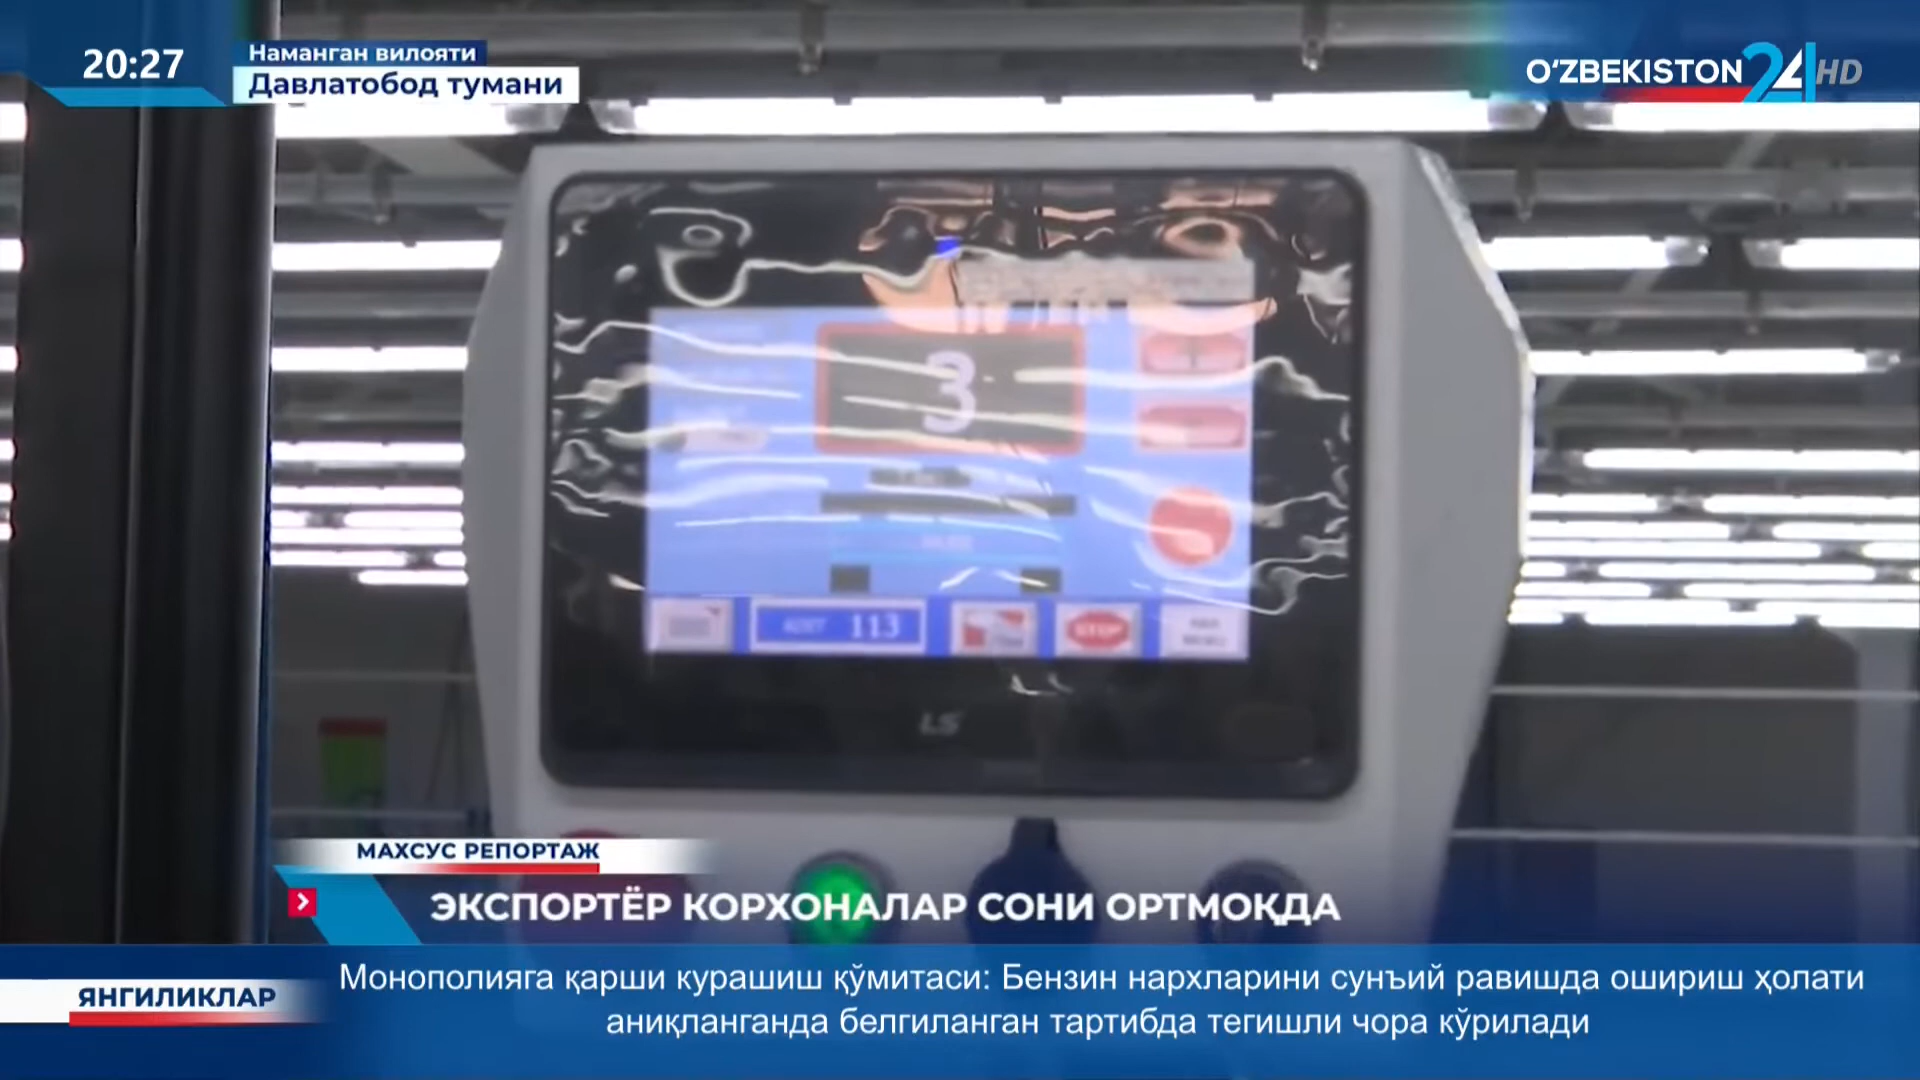 20:27
Наманган вилояти
Давлатобод тумани
O‘ZBEKISTON 24 HD
3
113
STOP
LS
МАХСУС РЕПОРТАЖ
ЭКСПОРТЁР КОРХОНАЛАР СОНИ ОРТМОҚДА
ЯНГИЛИКЛАР
Монополияга қарши курашиш қўмитаси: Бензин нархларини сунъий равишда ошириш ҳолати
аниқланганда белгиланган тартибда тегишли чора кўрилади